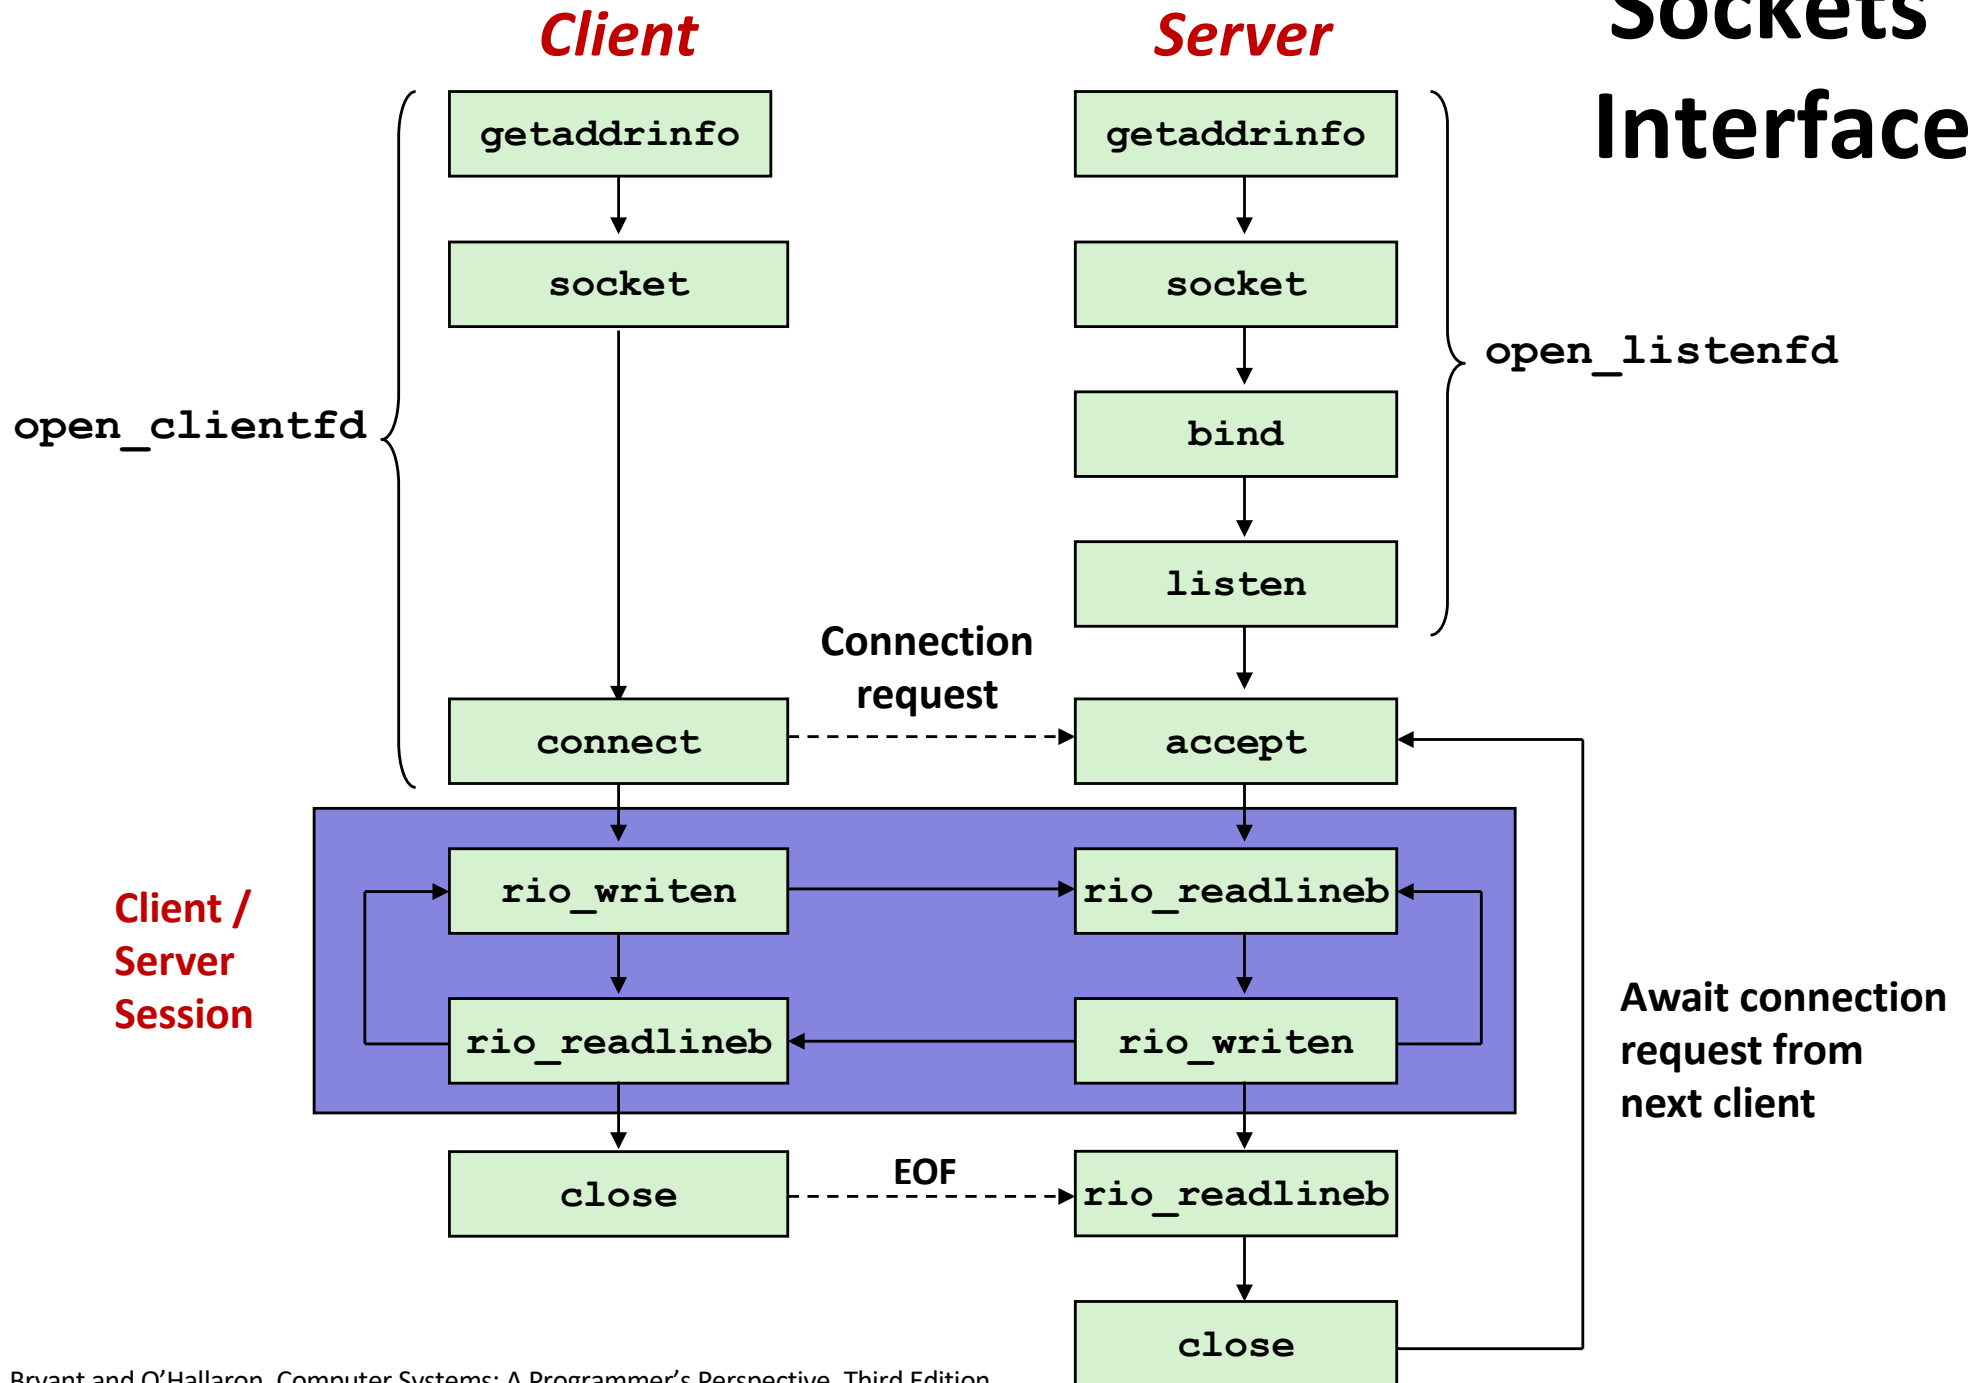 Sockets
Interface
Client
Server
getaddrinfo
getaddrinfo
socket
socket
open_listenfd
open_clientfd
bind
listen
Connection
request
connect
accept
Client /
Server
Session
rio_writen
rio_readlineb
rio_readlineb
rio_writen
Await connection
request from
next client
close
EOF
rio_readlineb
close
Bryant and O'Hallaron, Computer Systems: A Programmer's Perspective, Third Edition